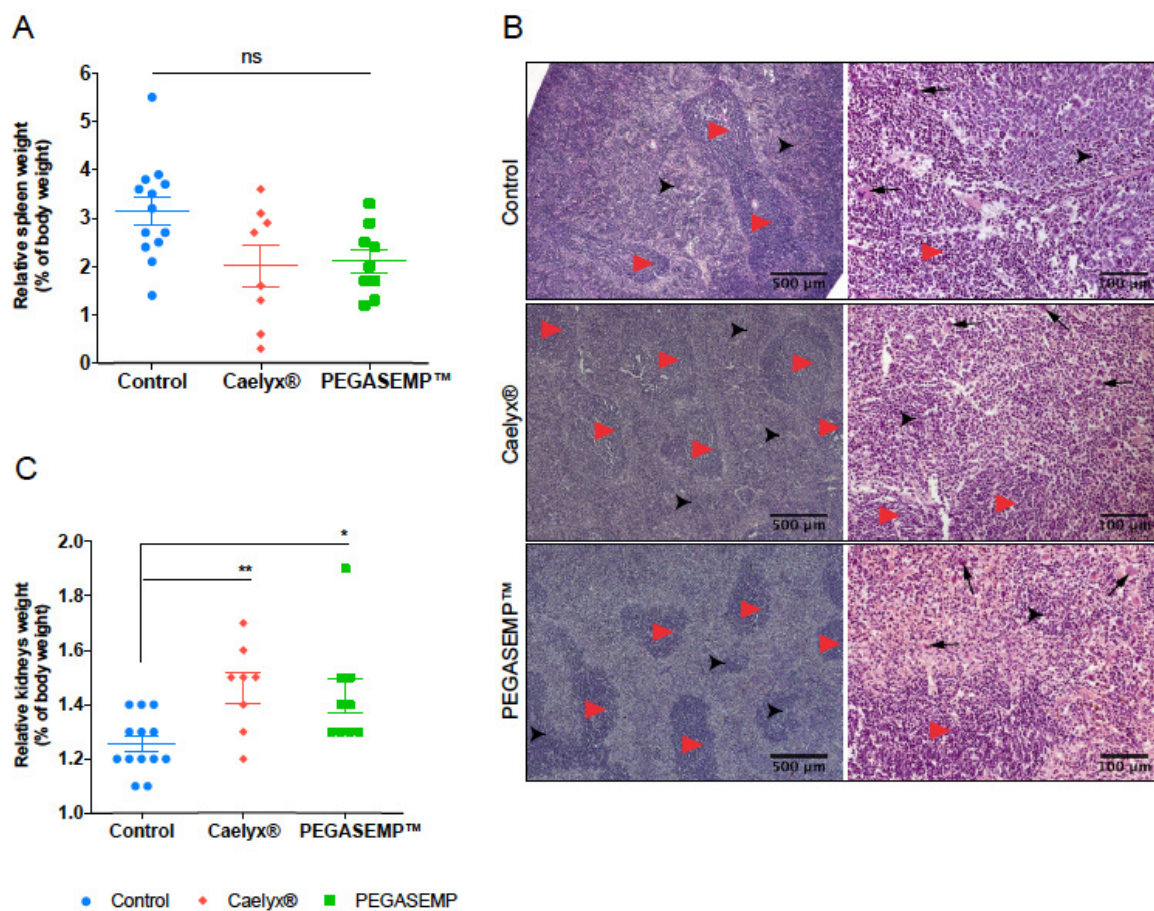 A
ns
Relative spleen weight
(% of body weight)
6
5
4
3
2
1
0
Control Caelyx® PEGASEMP™
B
Control
500 µm
100 µm
Caelyx®
500 µm
100 µm
PEGASEMP™
500 µm
100 µm
C
*
**
Relative kidneys weight
(% of body weight)
2.0
1.8
1.6
1.4
1.2
1.0
Control Caelyx® PEGASEMP™
Control Caelyx® PEGASEMP